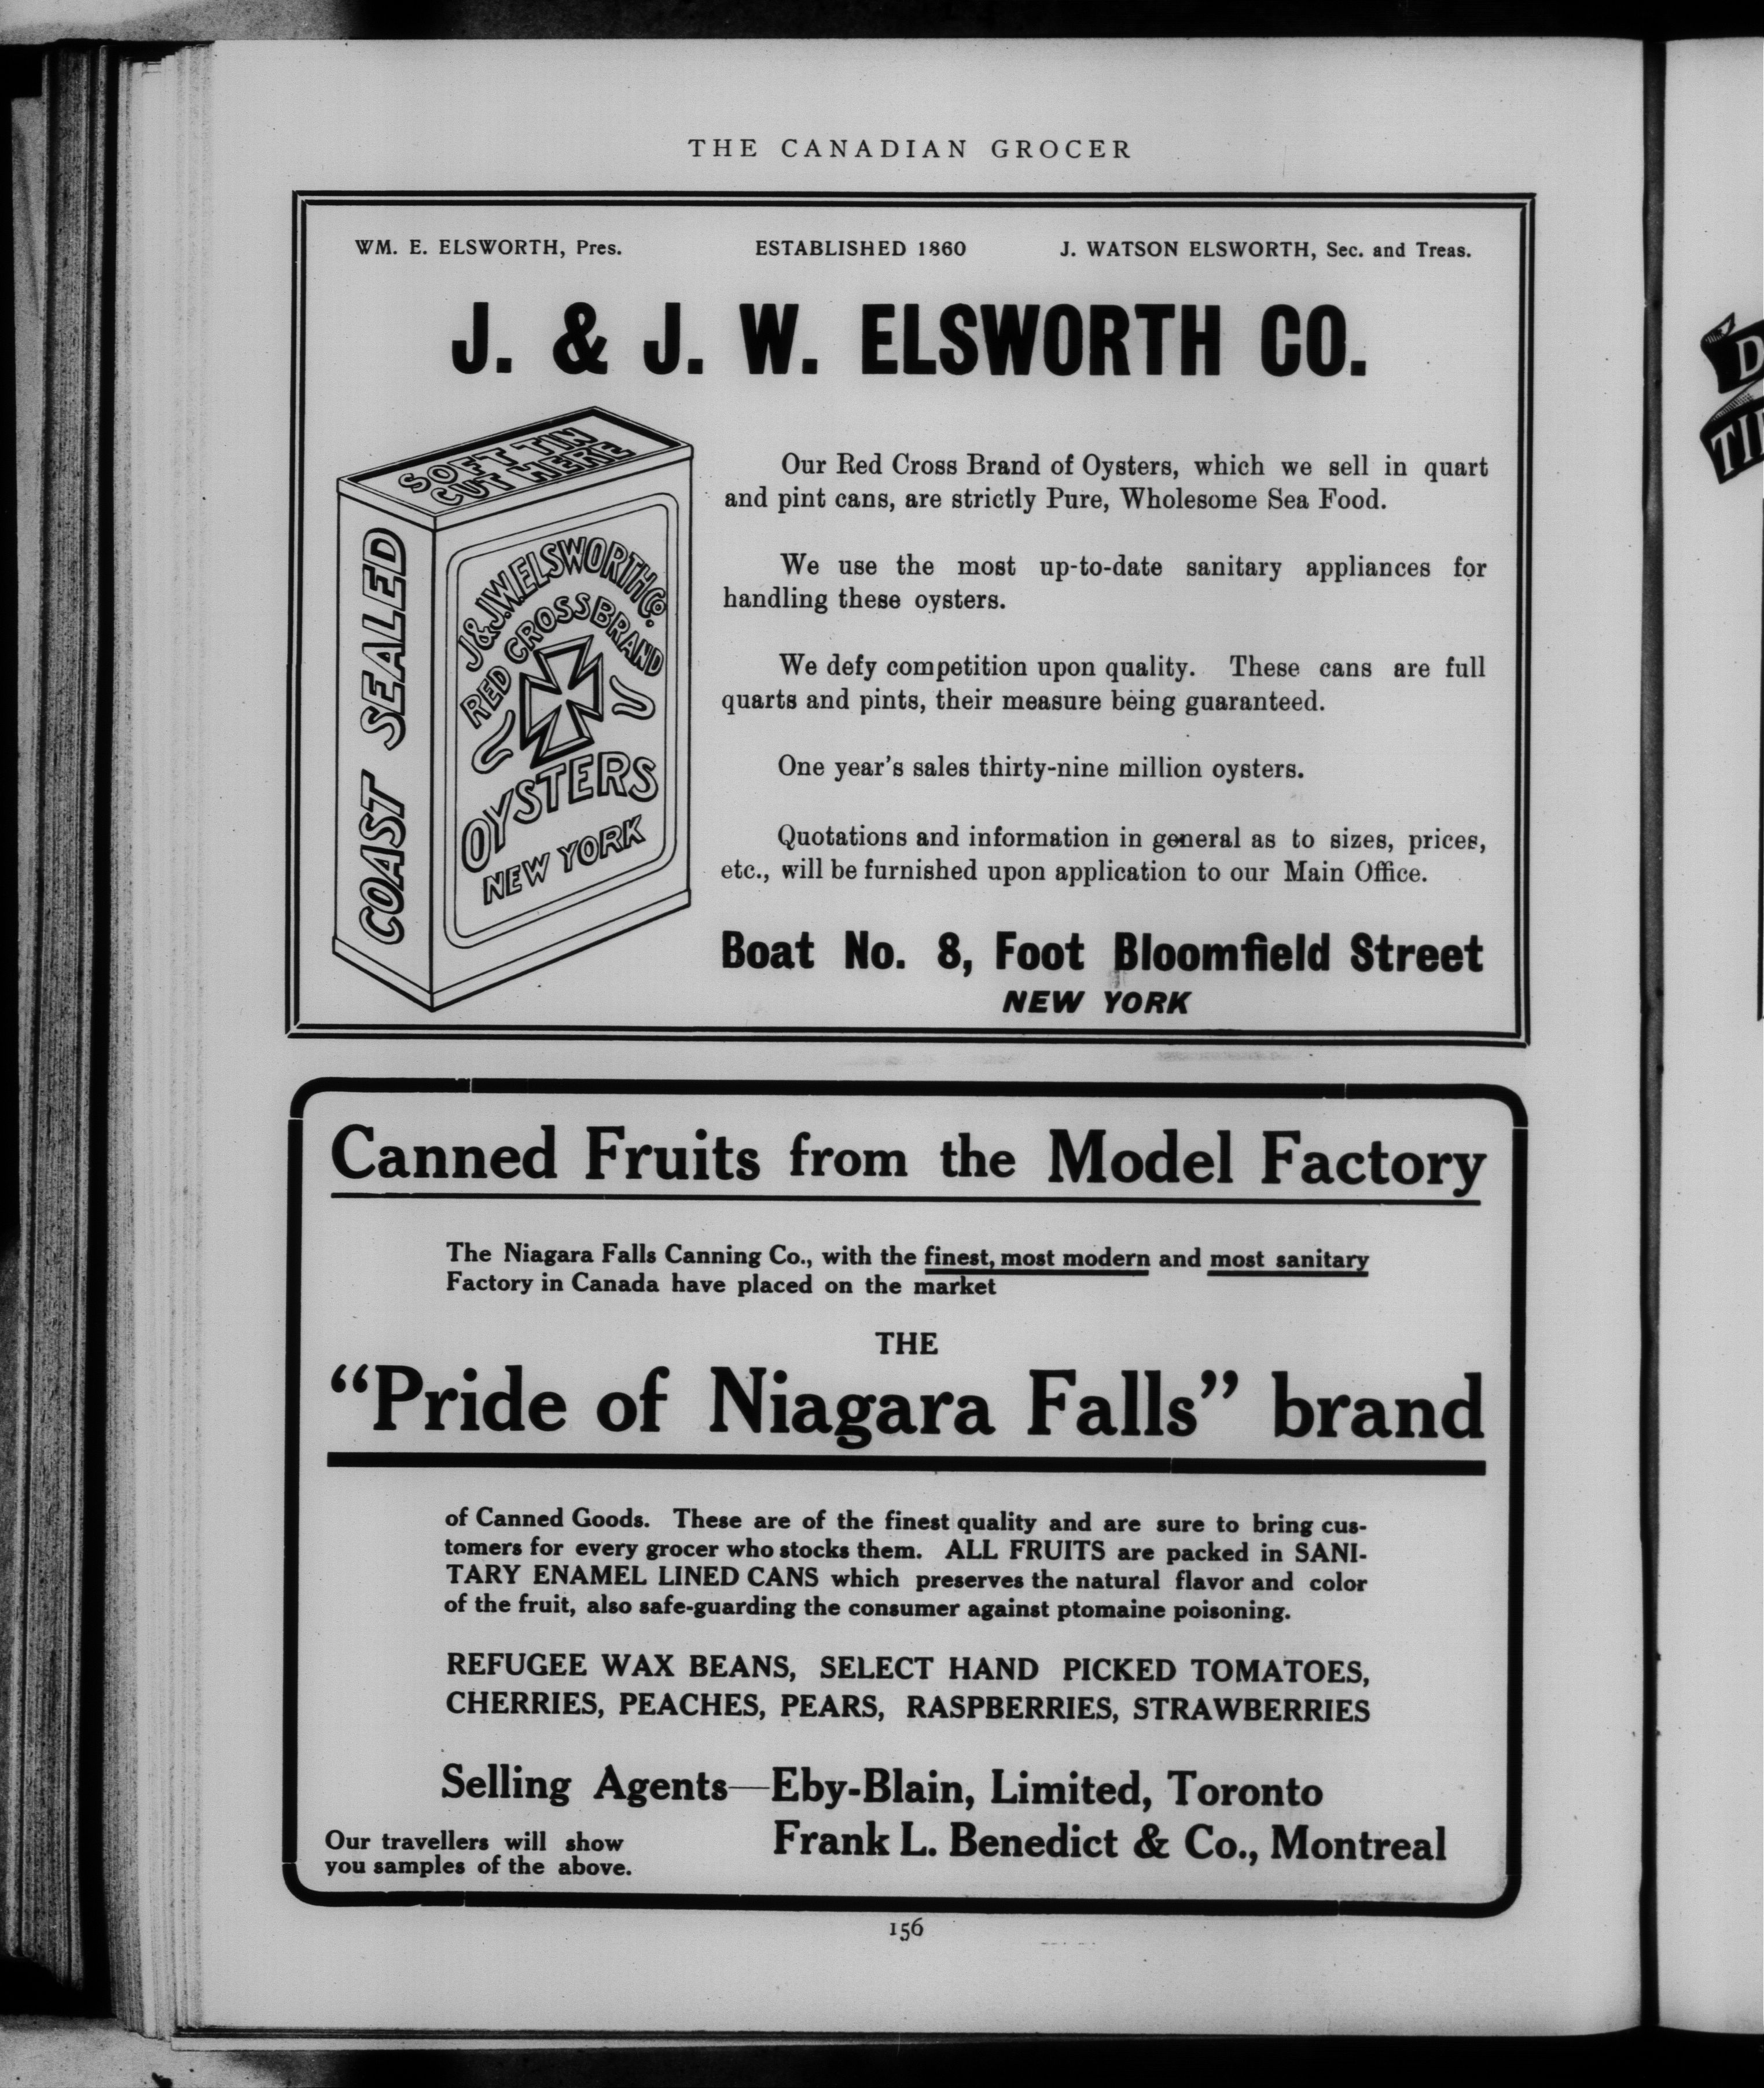 THE CANADIAN GROCER
WM. E. ELSWORTH, Pres. ESTABLISHED 1860 J. WATSON ELSWORTH, Sec. and Treas.
J. & J. W. ELSWORTH CO.
SOFT TIN
CUT HERE
COAST SEALED
J & J.W. ELSWORTH CO.
RED CROSS BRAND
OYSTERS
NEW YORK
Our Red Cross Brand of Oysters, which we sell in quart
and pint cans, are strictly Pure, Wholesome Sea Food.
We use the most up-to-date sanitary appliances for
handling these oysters.
We defy competition upon quality. These cans are full
quarts and pints, their measure being guaranteed.
One year's sales thirty-nine million oysters.
Quotations and information in general as to sizes, prices,
etc., will be furnished upon application to our Main Office.
Boat No. 8, Foot Bloomfield Street
NEW YORK
Canned Fruits from the Model Factory
The Niagara Falls Canning Co., with the finest, most modern and most sanitary
Factory in Canada have placed on the market
THE
"Pride of Niagara Falls" brand
of Canned Goods. These are of the finest quality and are sure to bring cus-
tomers for every grocer who stocks them. ALL FRUITS are packed in SANI-
TARY ENAMEL LINED CANS which preserves the natural flavor and color
of the fruit, also safe-guarding the consumer against ptomaine poisoning.
REFUGEE WAX BEANS, SELECT HAND PICKED TOMATOES,
CHERRIES, PEACHES, PEARS, RASPBERRIES, STRAWBERRIES
Selling Agents—Eby-Blain, Limited, Toronto
Frank L. Benedict & Co., Montreal
Our travellers will show
you samples of the above.
156